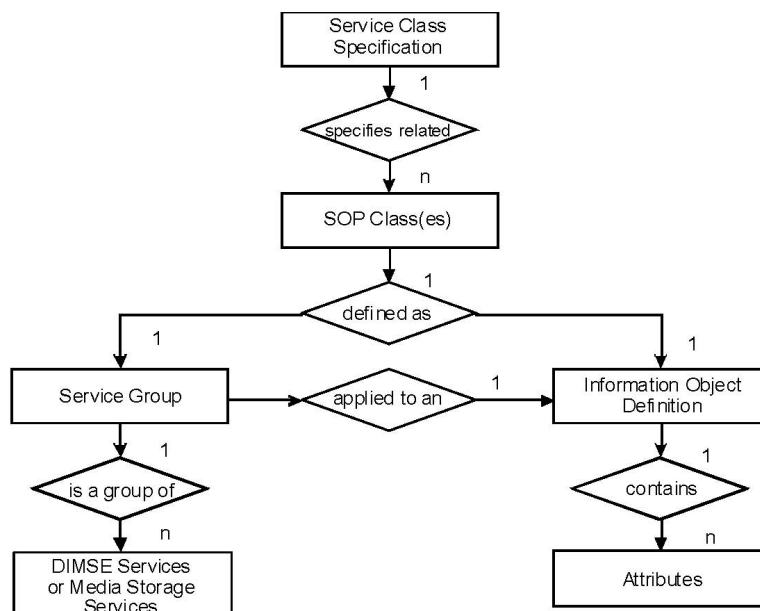 Service Class
Specification
1
specifies related
n
SOP Class(es)
1
defined as
1
1
Service Group
applied to an
1
Information Object
Definition
1
is a group of
n
1
contains
n
DIMSE Services
or Media Storage
Services
Attributes